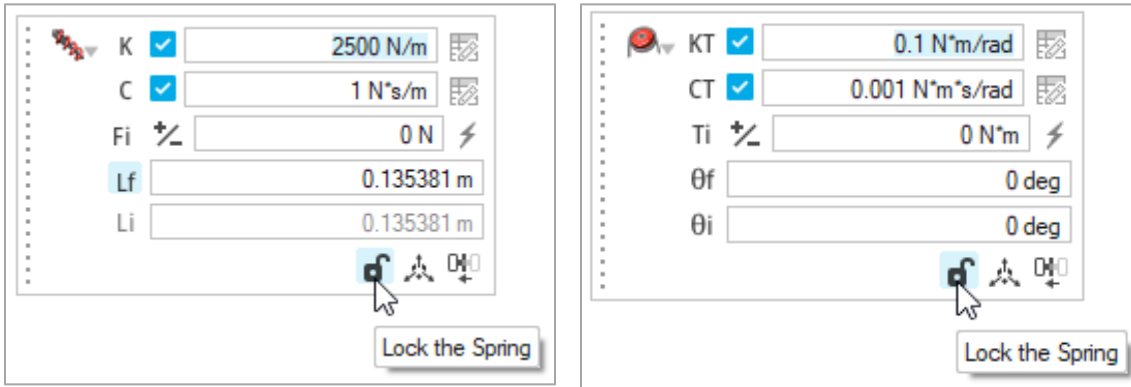 K 2500 N/m
C 1 N*s/m
Fi 0 N
Lf 0.135381 m
Li 0.135381 m
Lock the Spring
KT 0.1 N*m/rad
CT 0.001 N*m*s/rad
Ti 0 N*m
θf 0 deg
θi 0 deg
Lock the Spring